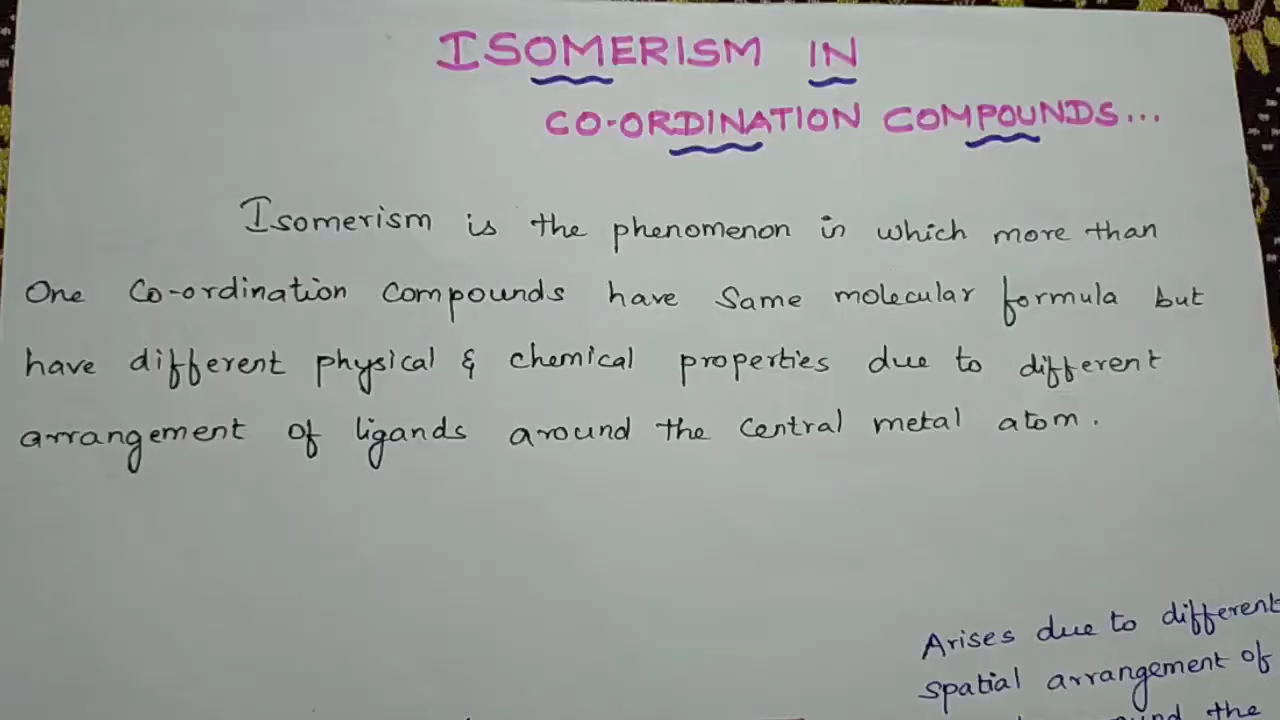 ISOMERISM IN
CO-ORDINATION COMPOUNDS...
Isomerism is the phenomenon in which more than
One Co-ordination Compounds have Same molecular formula but
have different physical & chemical properties due to different
arrangement of ligands around the Central metal atom.
Arises due to different
spatial arrangement of
the